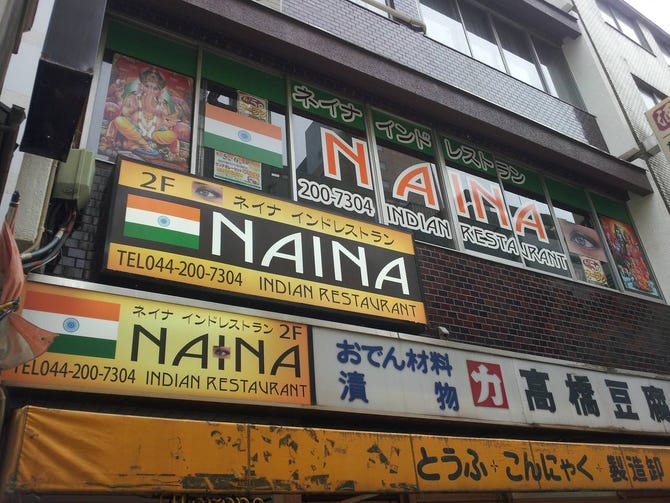 ネイナ インド レストラン
NAINA
200-7304 INDIAN RESTAURANT
2F ネイナ インドレストラン
NAINA
TEL044-200-7304 INDIAN RESTAURANT
ネイナ インドレストラン 2F
NAINA
TEL044-200-7304 INDIAN RESTAURANT
おでん材料
漬物
カ
高橋豆腐
とうふ・こんにゃく・製造卸